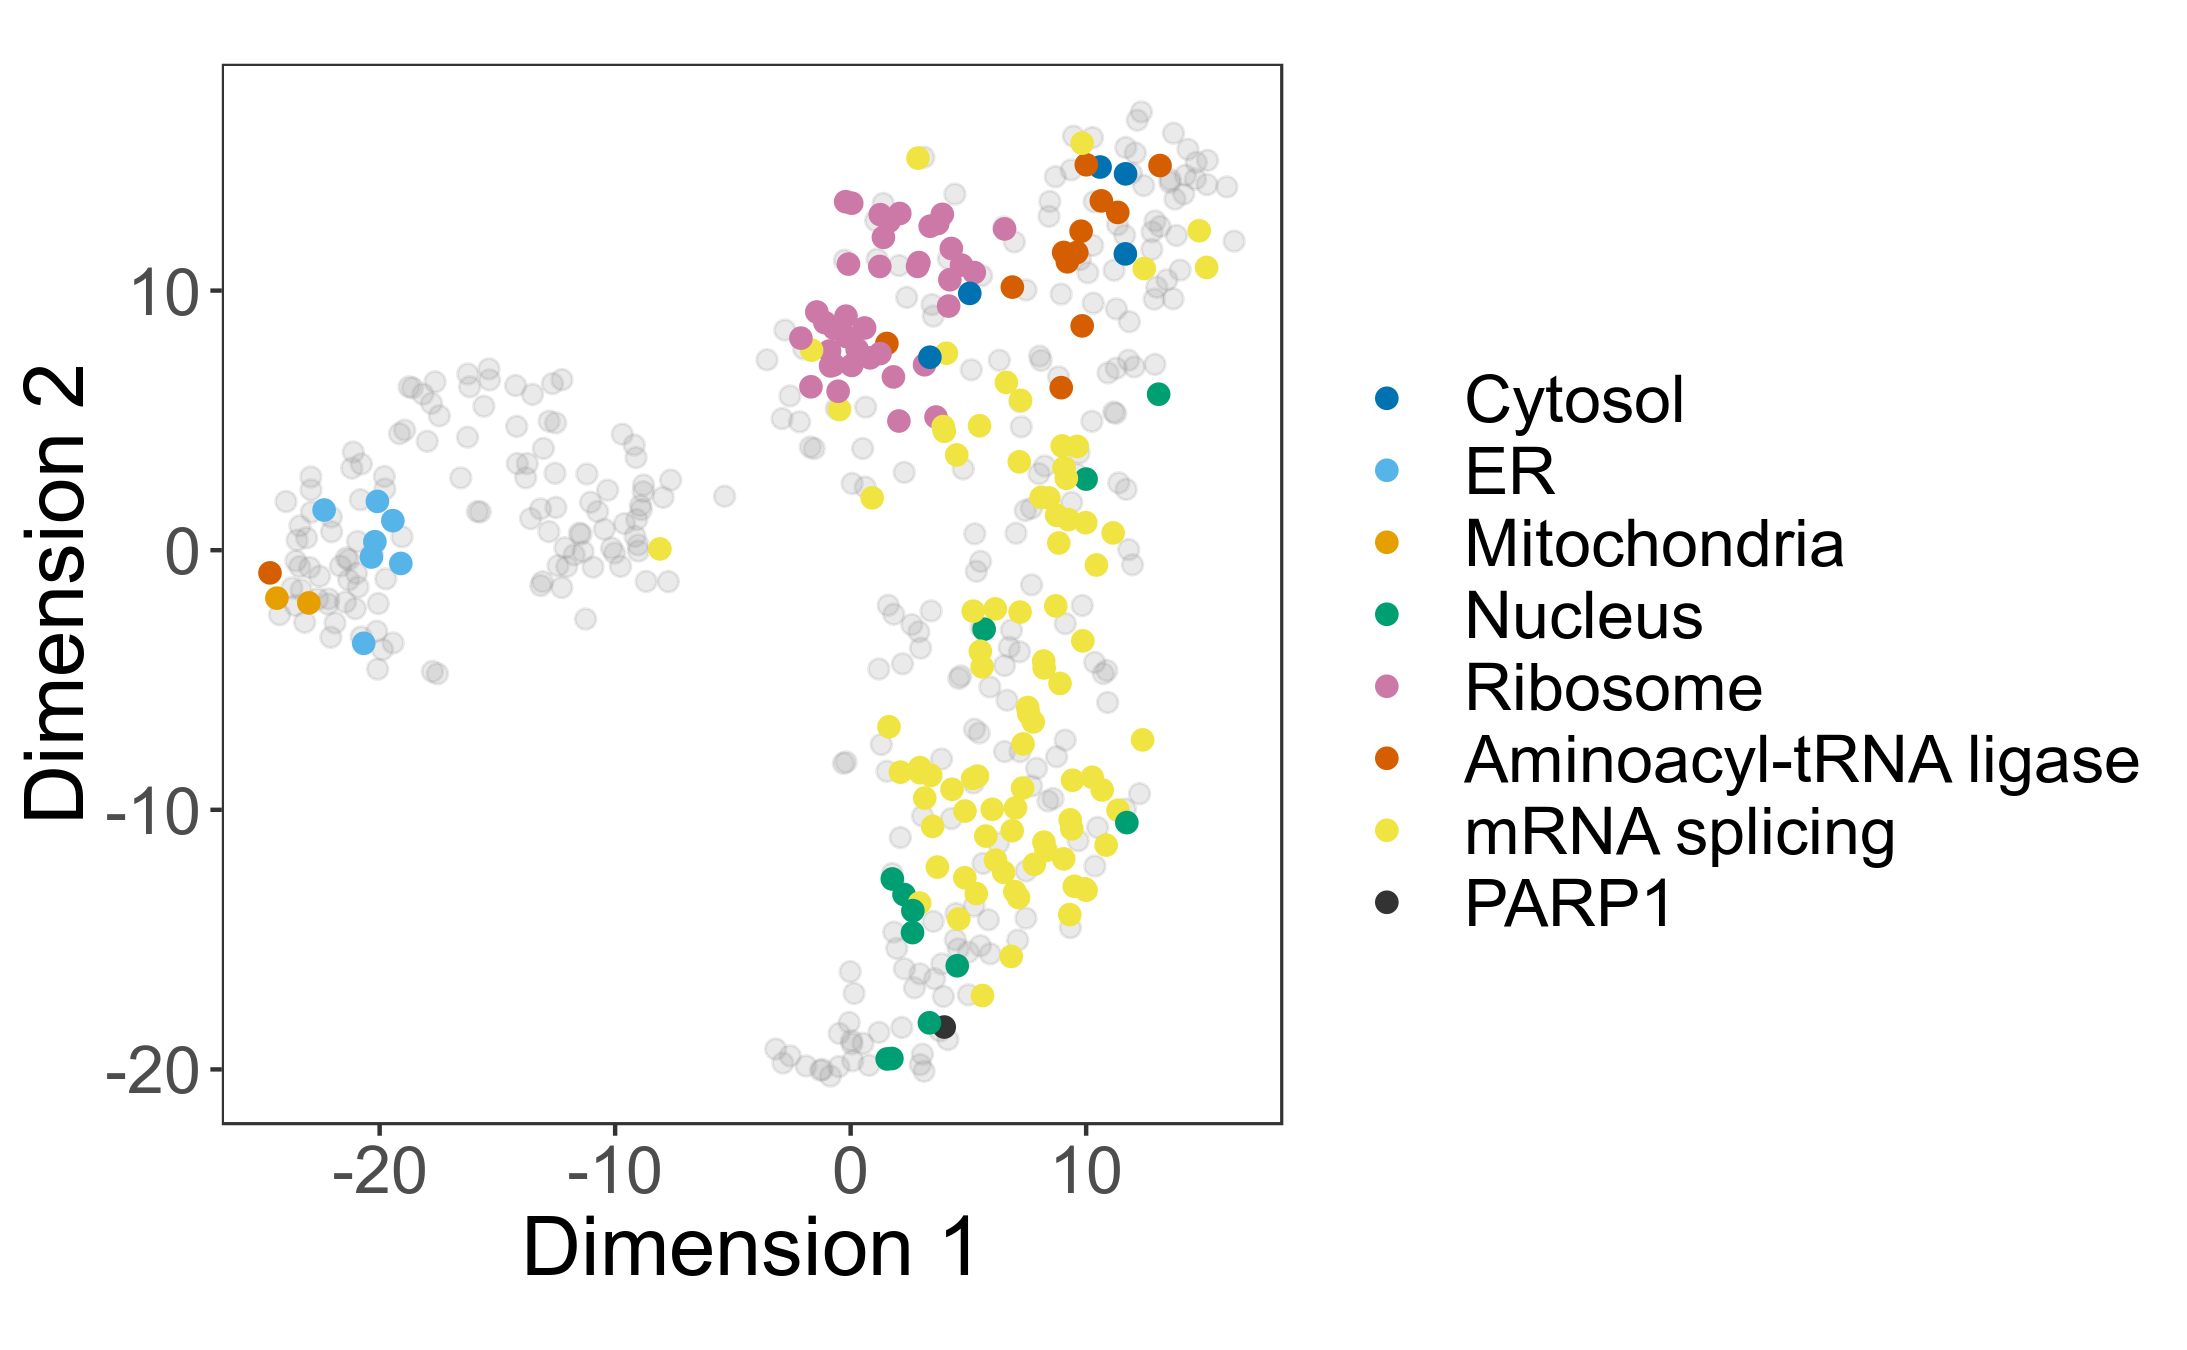 Dimension 2
10
0
-10
-20
-20
-10
0
10
Dimension 1
Cytosol
ER
Mitochondria
Nucleus
Ribosome
Aminoacyl-tRNA ligase
mRNA splicing
PARP1